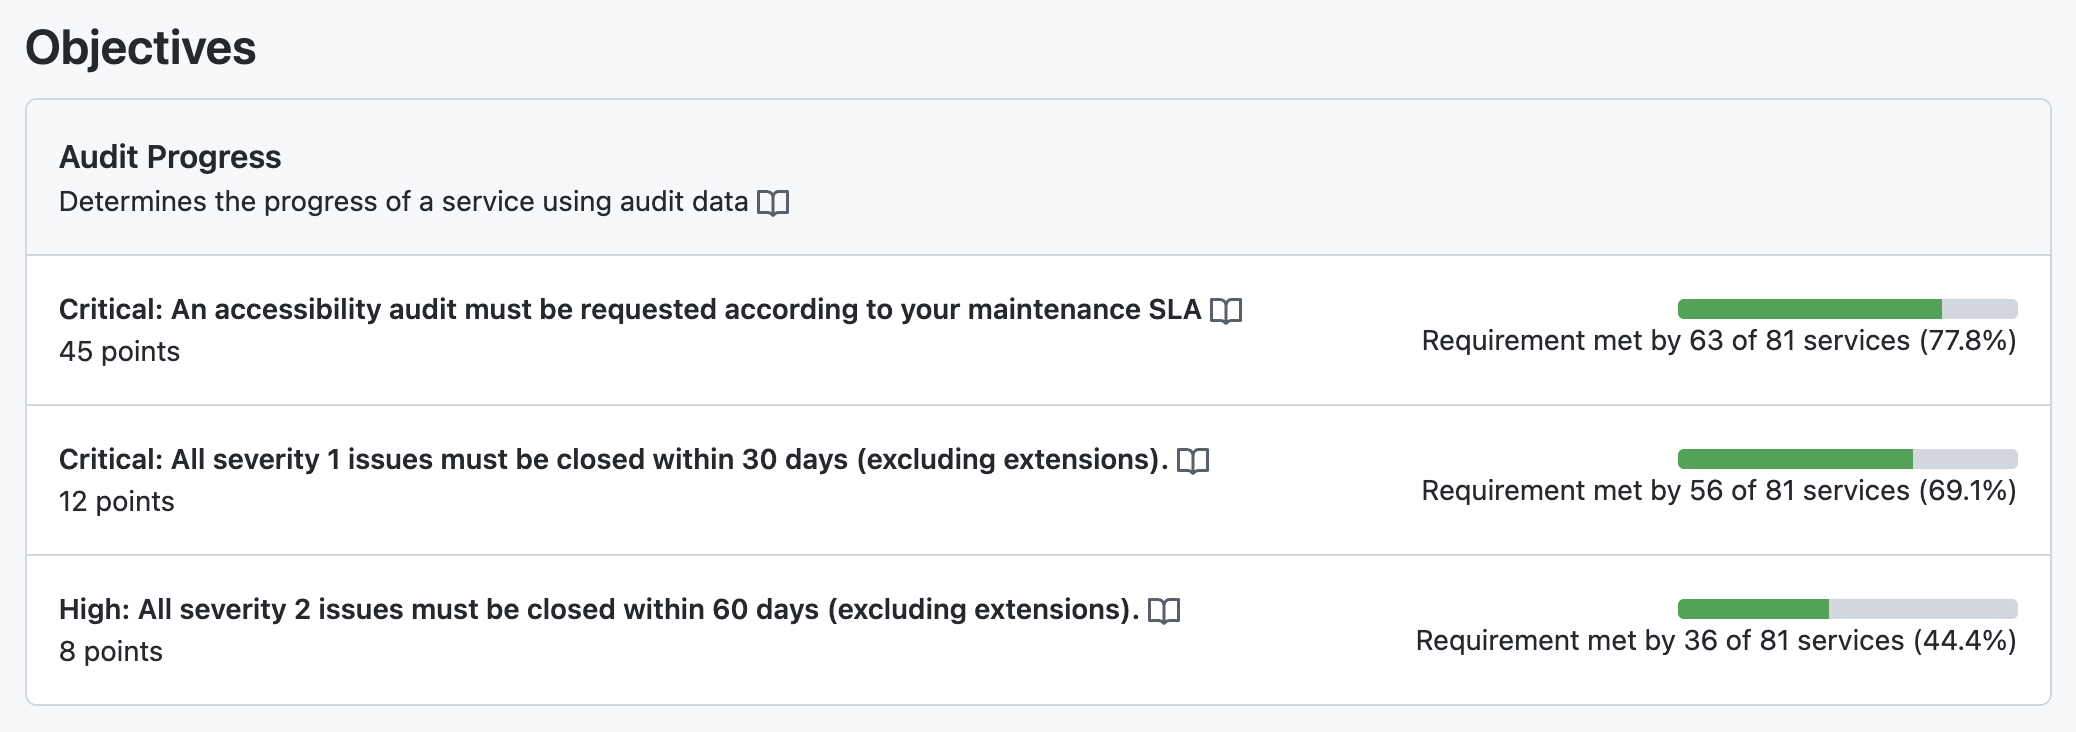 Objectives
Audit Progress
Determines the progress of a service using audit data
Critical: An accessibility audit must be requested according to your maintenance SLA
45 points
Requirement met by 63 of 81 services (77.8%)
Critical: All severity 1 issues must be closed within 30 days (excluding extensions).
12 points
Requirement met by 56 of 81 services (69.1%)
High: All severity 2 issues must be closed within 60 days (excluding extensions).
8 points
Requirement met by 36 of 81 services (44.4%)